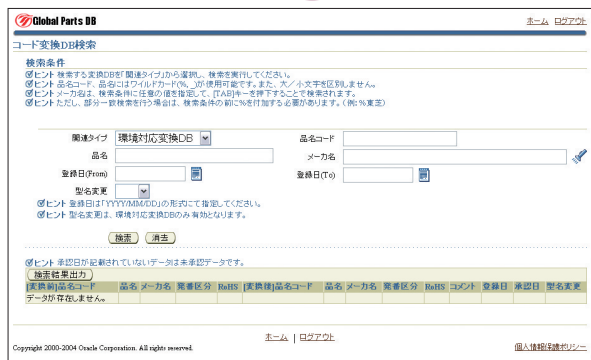 Global Parts DB
ホーム ログアウト
コード変換DB検索
検索条件
ヒント 検索する変換DBを「関連タイプ」から選択し、検索を実行してください。
ヒント 品名コード、品名にはワイルドカード(%, _)が使用可能です。また、大／小文字を区別しません。
ヒント メーカ名は、検索条件に任意の値を指定して、[TAB]キーを押下することで検索されます。
ヒント ただし、部分一致検索を行う場合は、検索条件の前に%を付加する必要があります。(例:%東芝)
関連タイプ 環境対応変換DB 品名コード
品名 メーカ名
登録日(From) 登録日(To)
型名変更
ヒント 登録日は「YYYY/MM/DD」の形式にて指定してください。
ヒント 型名変更は、環境対応変換DBのみ有効となります。
検索 消去
ヒント 承認日が記載されていないデータは未承認データです。
検索結果出力
[変換前]品名コード 品名 メーカ名 発番区分 RoHS [変換後]品名コード 品名 メーカ名 発番区分 RoHS コメント 登録日 承認日 型名変更
データが存在しません。
ホーム | ログアウト
Copyright 2000-2004 Oracle Corporation. All rights reserved.
個人情報保護ポリシー